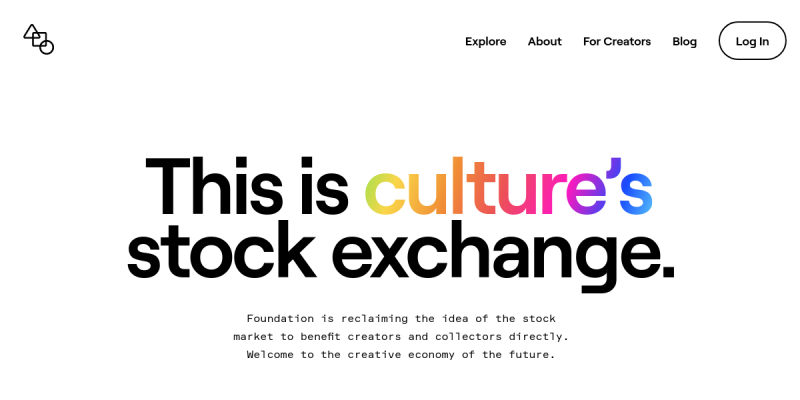 Explore About For Creators Blog Log In
This is culture’s
stock exchange.
Foundation is reclaiming the idea of the stock
market to benefit creators and collectors directly.
Welcome to the creative economy of the future.